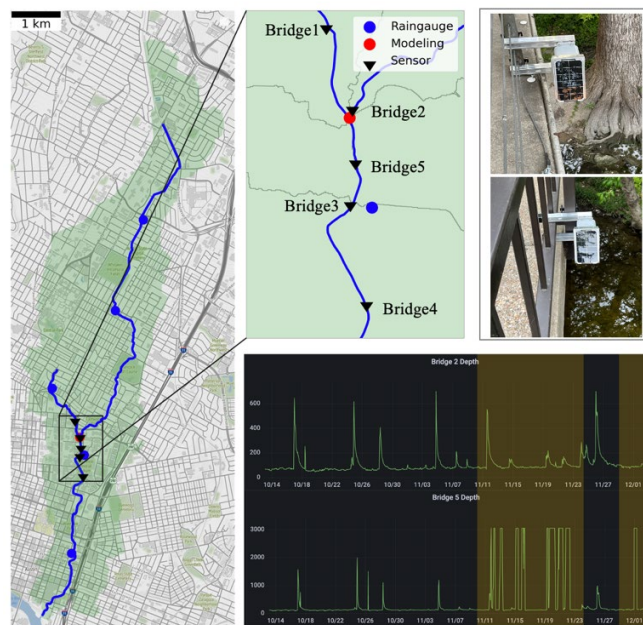 1 km
Bridge1
Raingauge
Modeling
Sensor
Bridge2
Bridge5
Bridge3
Bridge4
Bridge 2 Depth
600
400
200
0
10/14 10/18 10/22 10/26 10/30 11/03 11/07 11/11 11/15 11/19 11/23 11/27 12/01
Bridge 5 Depth
3000
2000
1000
0
10/14 10/18 10/22 10/26 10/30 11/03 11/07 11/11 11/15 11/19 11/23 11/27 12/01